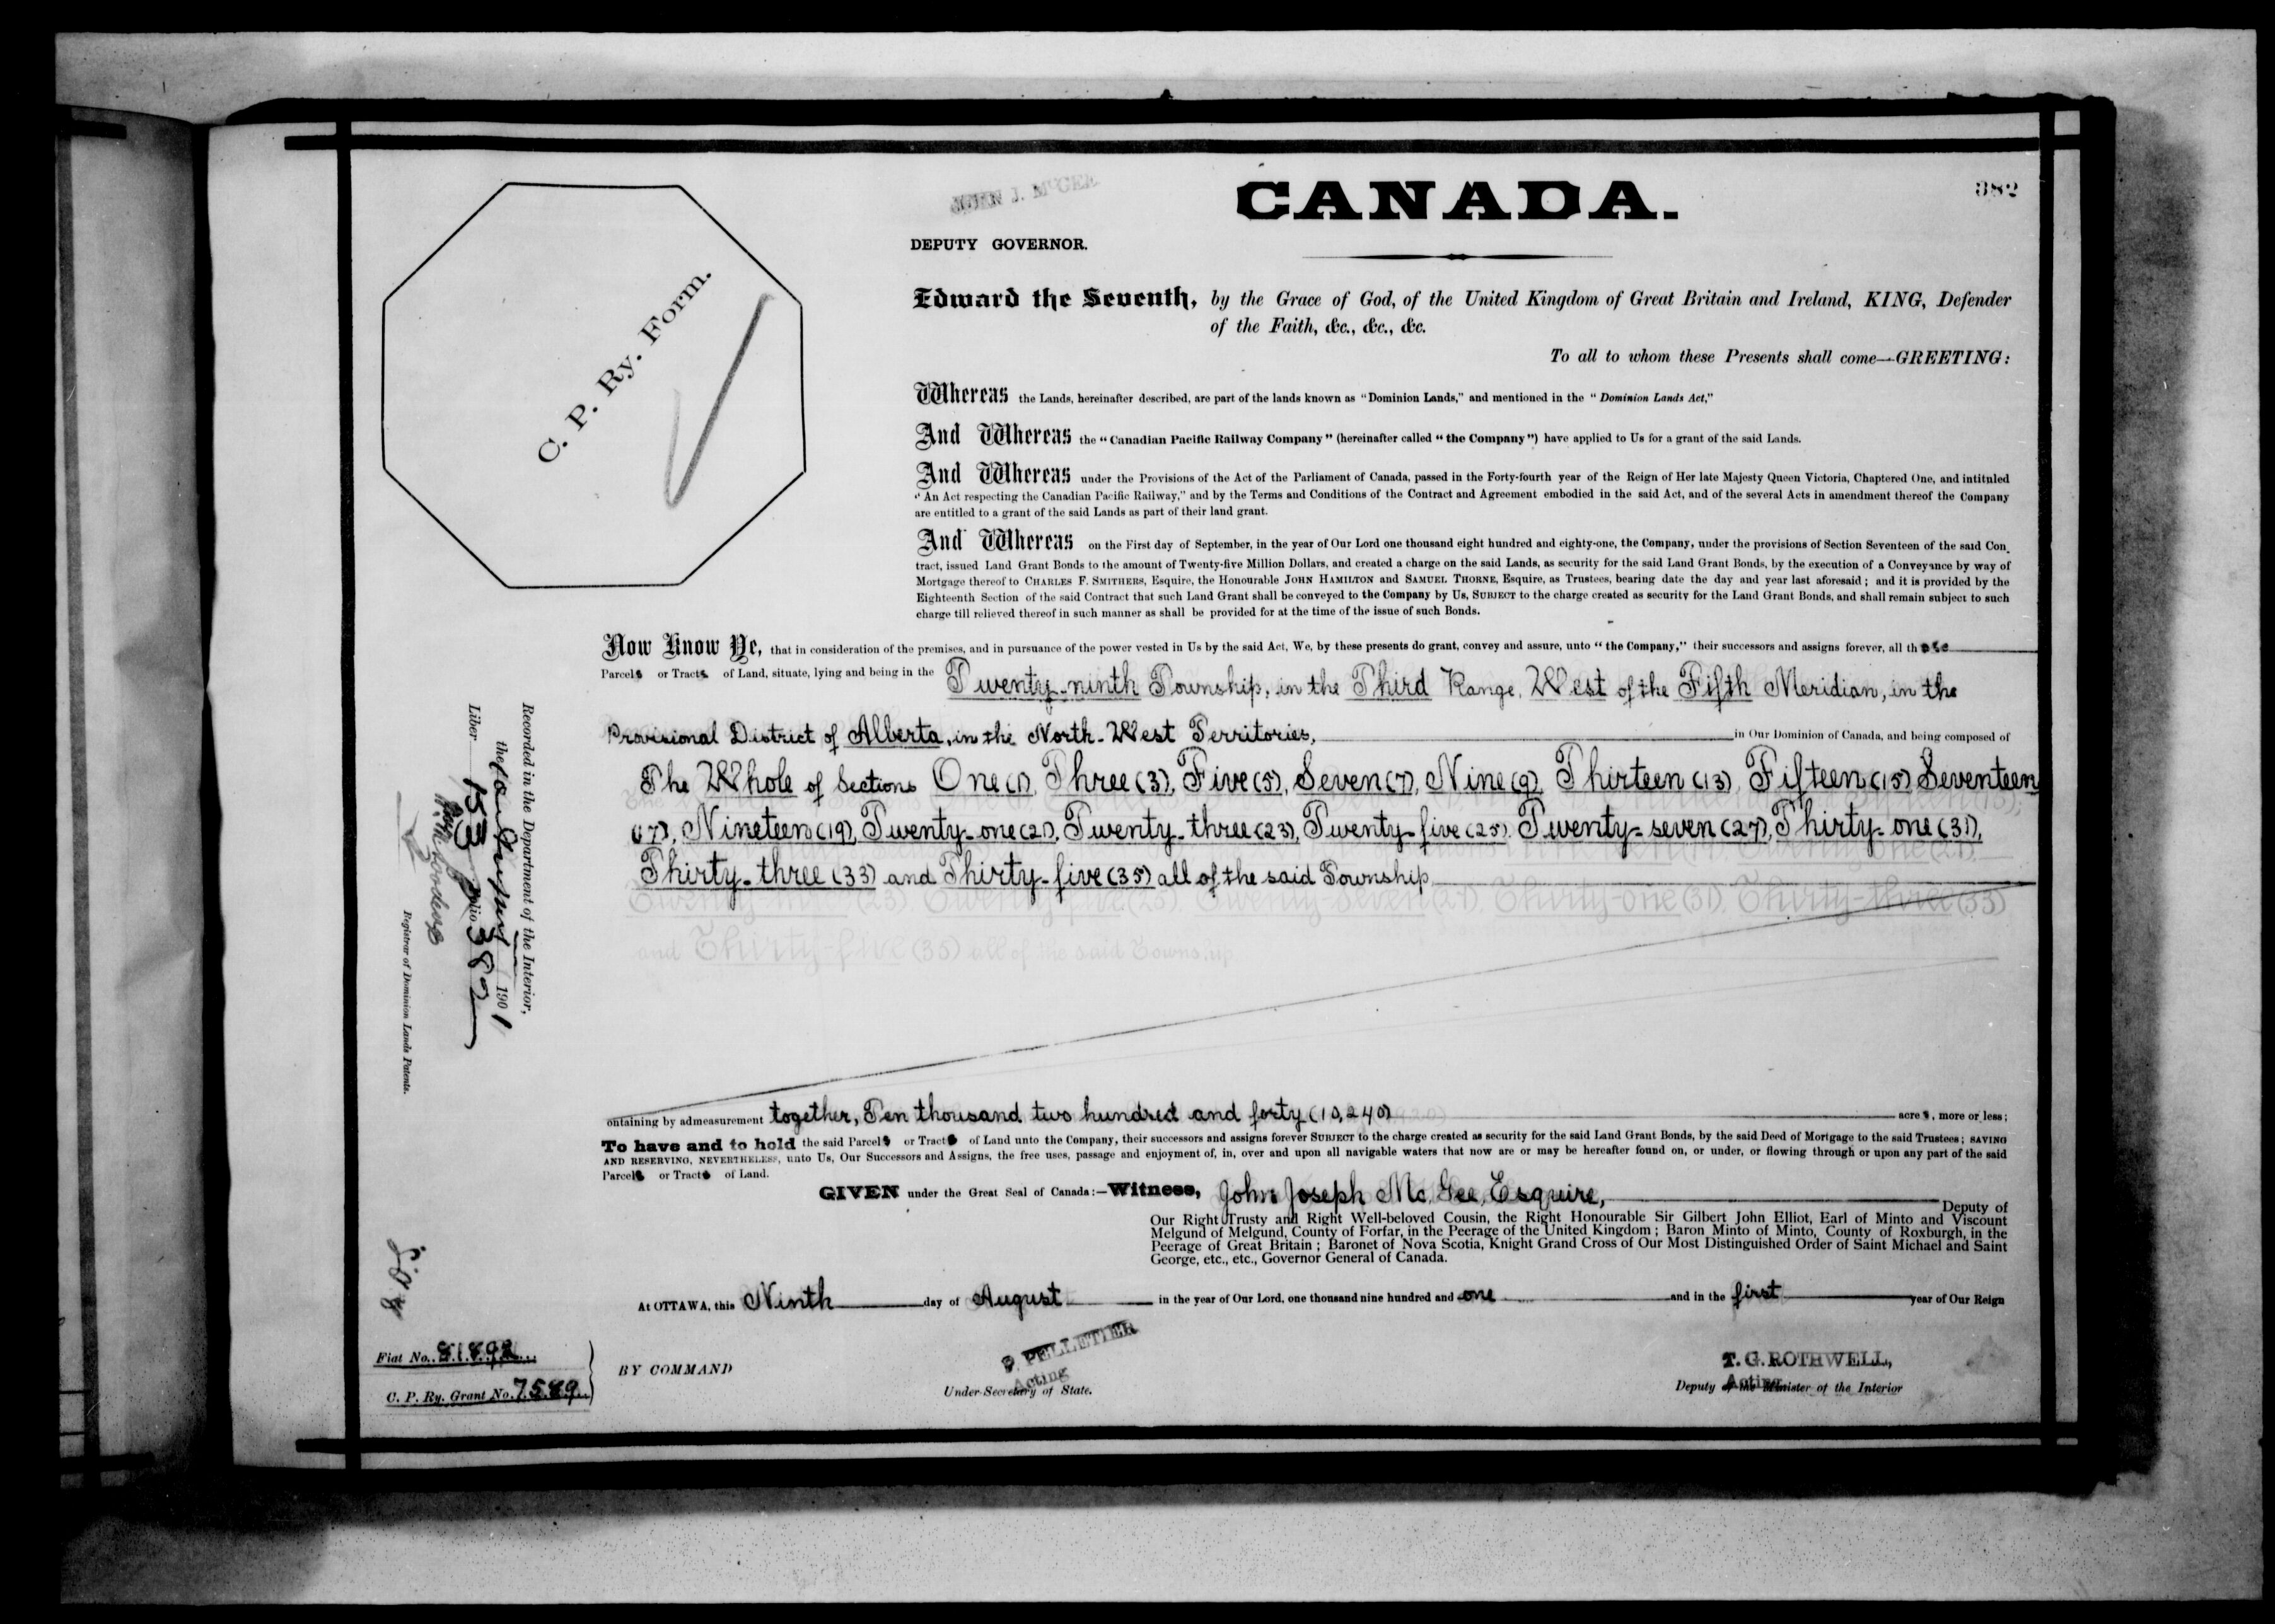 JOHN J. McGEE
CANADA.
382
DEPUTY GOVERNOR.
C. P. Ry. Form.
Edward the Seventh, by the Grace of God, of the United Kingdom of Great Britain and Ireland, KING, Defender
of the Faith, &c., &c., &c.
To all to whom these Presents shall come—GREETING:
Whereas the Lands, hereinafter described, are part of the lands known as "Dominion Lands," and mentioned in the "Dominion Lands Act,"
And Whereas the "Canadian Pacific Railway Company" (hereinafter called "the Company") have applied to Us for a grant of the said Lands.
And Whereas under the Provisions of the Act of the Parliament of Canada, passed in the Forty-fourth year of the Reign of Her late Majesty Queen Victoria, Chaptered One, and intituled
"An Act respecting the Canadian Pacific Railway," and by the Terms and Conditions of the Contract and Agreement embodied in the said Act, and of the several Acts in amendment thereof the Company
are entitled to a grant of the said Lands as part of their land grant.
And Whereas on the First day of September, in the year of Our Lord one thousand eight hundred and eighty-one, the Company, under the provisions of Section Seventeen of the said Con-
tract, issued Land Grant Bonds to the amount of Twenty-five Million Dollars, and created a charge on the said Lands, as security for the said Land Grant Bonds, by the execution of a Conveyance by way of
Mortgage thereof to CHARLES F. SMITHERS, Esquire, the Honourable JOHN HAMILTON and SAMUEL THORNE, Esquire, as Trustees, bearing date the day and year last aforesaid; and it is provided by the
Eighteenth Section of the said Contract that such Land Grant shall be conveyed to the Company by Us, SUBJECT to the charge created as security for the Land Grant Bonds, and shall remain subject to such
charge till relieved thereof in such manner as shall be provided for at the time of the issue of such Bonds.
Now Know Ye, that in consideration of the premises, and in pursuance of the power vested in Us by the said Act, We, by these presents do grant, convey and assure, unto "the Company," their successors and assigns forever, all those
Parcels or Tracts of Land, situate, lying and being in the Twenty-ninth Township, in the Third Range, West of the Fifth Meridian, in the
Provisional District of Alberta, in the North-West Territories, in Our Dominion of Canada, and being composed of
The Whole of Sections One (1), Three (3), Five (5), Seven (7), Nine (9), Thirteen (13), Fifteen (15) Seventeen
(17), Nineteen (19), Twenty-one (21), Twenty-three (23), Twenty-five (25), Twenty-seven (27), Thirty-one (31),
Thirty-three (33) and Thirty-five (35) all of the said Township
ontaining by admeasurement together, Ten thousand two hundred and forty (10,240) acres, more or less;
To have and to hold the said Parcels or Tracts of Land unto the Company, their successors and assigns forever SUBJECT to the charge created as security for the said Land Grant Bonds, by the said Deed of Mortgage to the said Trustees; SAVING
AND RESERVING, NEVERTHELESS, unto Us, Our Successors and Assigns, the free uses, passage and enjoyment of, in, over and upon all navigable waters that now are or may be hereafter found on, or under, or flowing through or upon any part of the said
Parcels or Tracts of Land.
GIVEN under the Great Seal of Canada:—Witness, John Joseph McGee, Esquire, Deputy of
Our Right Trusty and Right Well-beloved Cousin, the Right Honourable Sir Gilbert John Elliot, Earl of Minto and Viscount
Melgund of Melgund, County of Forfar, in the Peerage of the United Kingdom; Baron Minto of Minto, County of Roxburgh, in the
Peerage of Great Britain; Baronet of Nova Scotia, Knight Grand Cross of Our Most Distinguished Order of Saint Michael and Saint
George, etc., etc., Governor General of Canada.
At OTTAWA, this Ninth day of August in the year of Our Lord, one thousand nine hundred and one and in the first year of Our Reign
BY COMMAND
P. PELLETIER
Acting
Under-Secretary of State.
T. G. ROTHWELL,
Acting
Deputy of the Minister of the Interior
Recorded in the Department of the Interior,
the August 1901
Liber 153 Folio 382
Registrar of Dominion Lands Patents.
Fiat No. 81892
C. P. Ry. Grant No. 7589